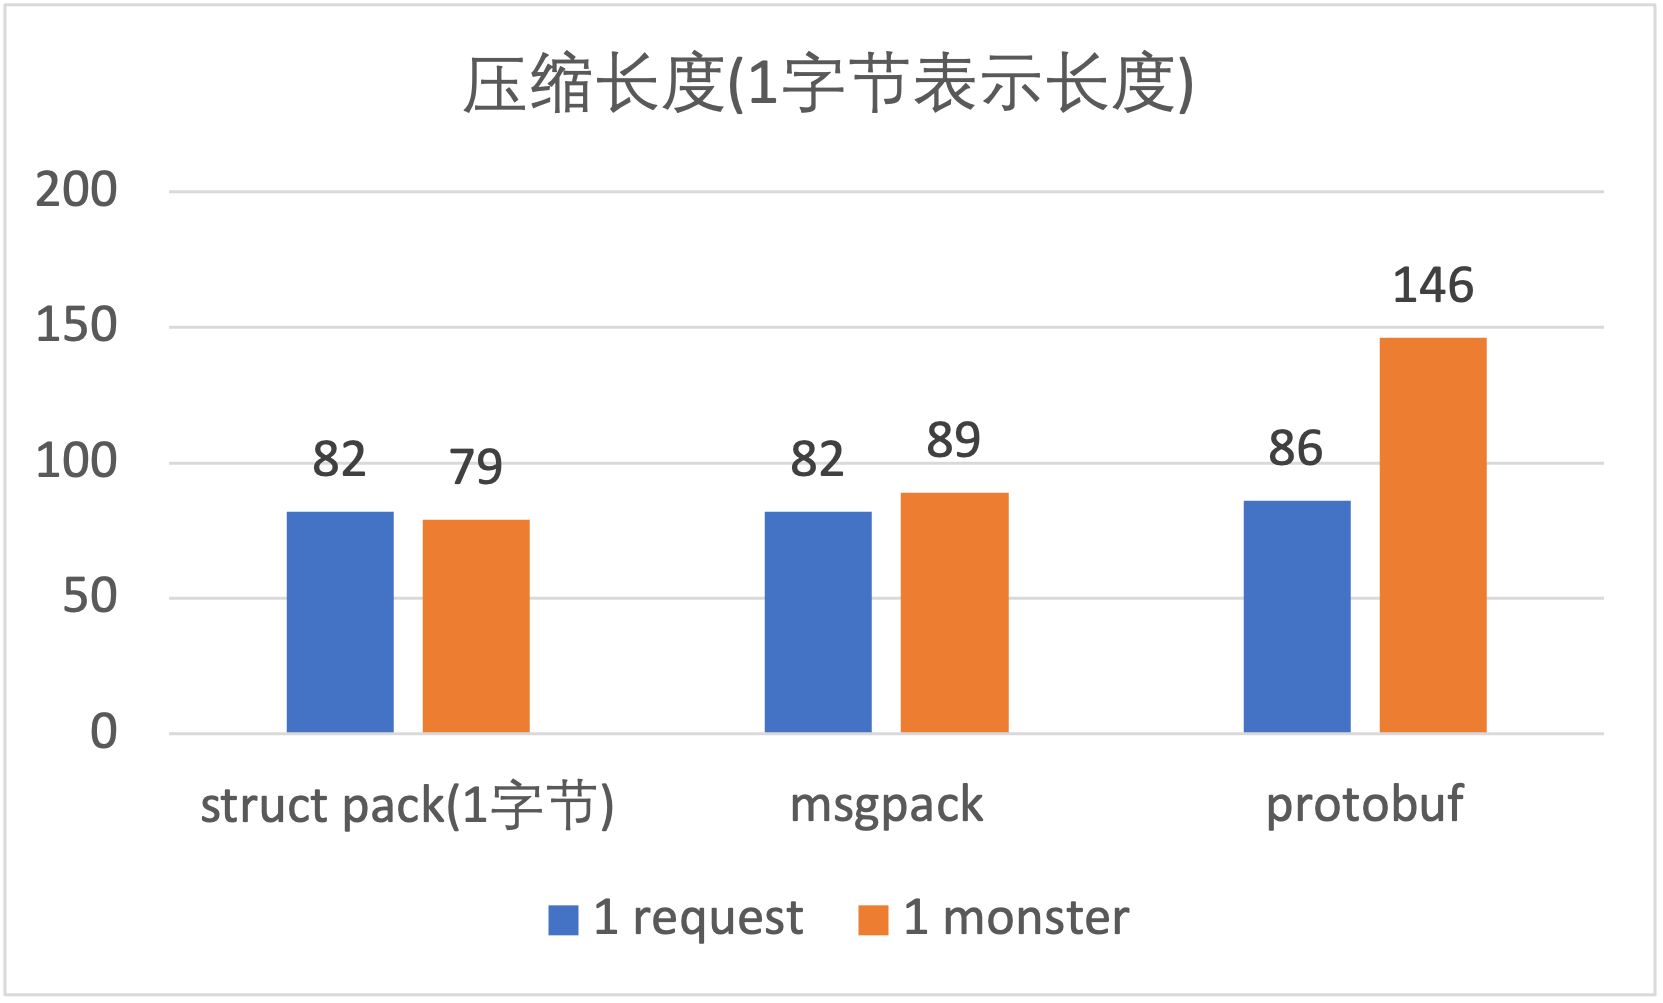 压缩长度(1字节表示长度)
200
150
100
50
0
82
79
82
89
86
146
struct pack(1字节)
msgpack
protobuf
1 request
1 monster